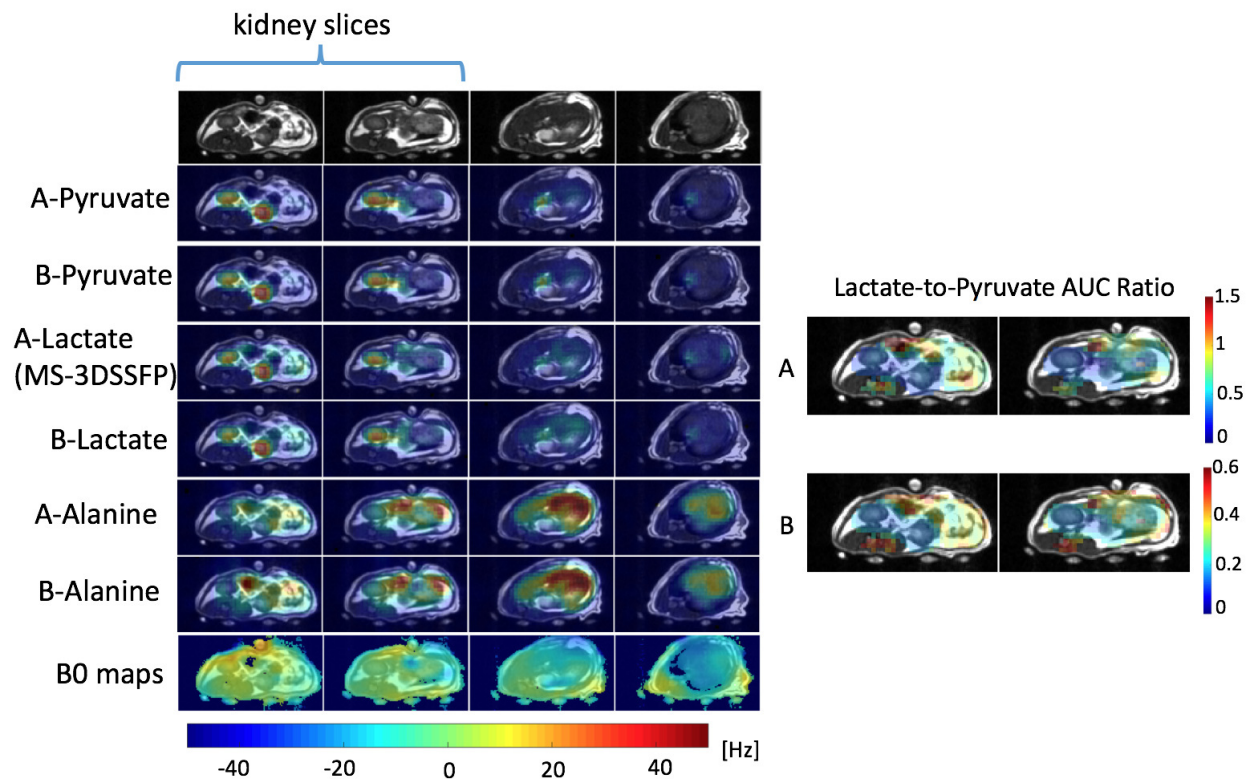 kidney slices
A-Pyruvate
B-Pyruvate
A-Lactate
(MS-3DSSFP)
B-Lactate
A-Alanine
B-Alanine
B0 maps
-40 -20 0 20 40 [Hz]
Lactate-to-Pyruvate AUC Ratio
A
1.5
1
0.5
0
B
0.6
0.4
0.2
0